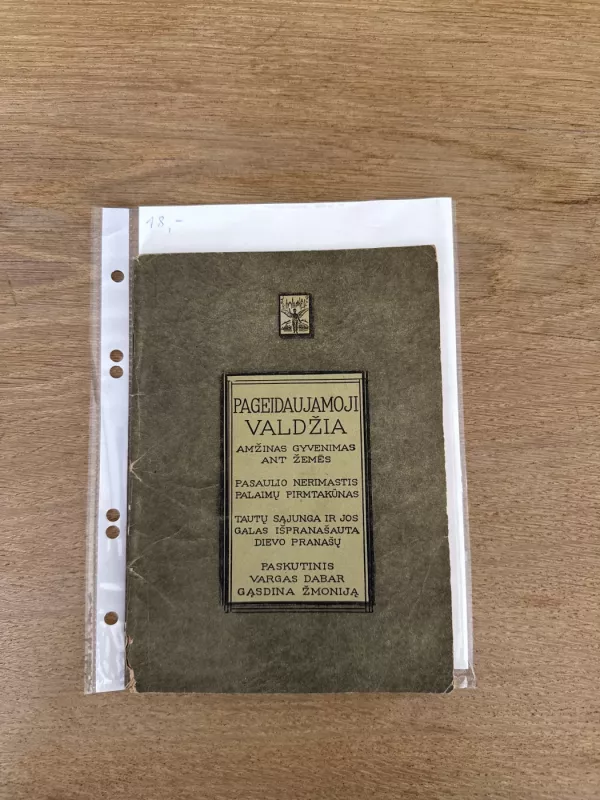 18,-
PAGEIDAUJAMOJI
VALDŽIA
AMŽINAS GYVENIMAS
ANT ŽEMĖS
PASAULIO NERIMASTIS
PALAIMŲ PIRMTAKŪNAS
TAUTŲ SĄJUNGA IR JOS
GALAS IŠPRANAŠAUTA
DIEVO PRANAŠŲ
PASKUTINIS
VARGAS DABAR
GĄSDINA ŽMONIJĄ